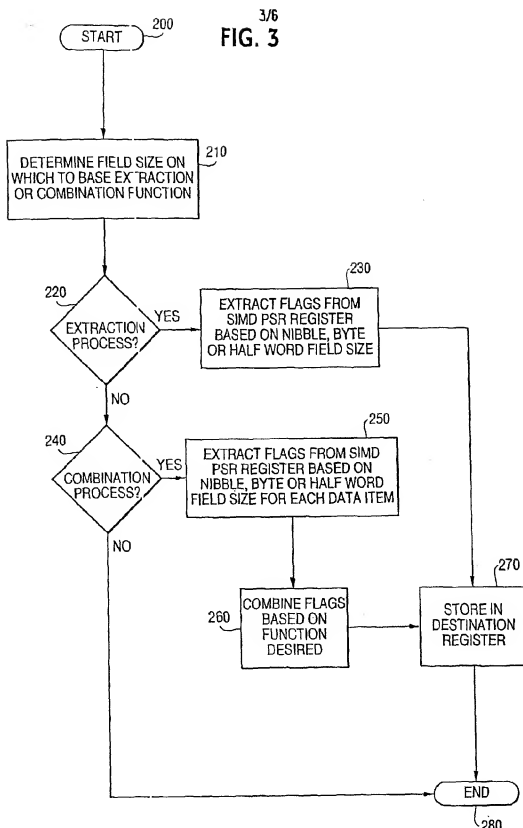 3/6
FIG. 3
START
200
DETERMINE FIELD SIZE ON
WHICH TO BASE EXTRACTION
OR COMBINATION FUNCTION
210
220
EXTRACTION
PROCESS?
YES
NO
230
EXTRACT FLAGS FROM
SIMD PSR REGISTER
BASED ON NIBBLE, BYTE
OR HALF WORD FIELD SIZE
240
COMBINATION
PROCESS?
YES
NO
250
EXTRACT FLAGS FROM SIMD
PSR REGISTER BASED ON
NIBBLE, BYTE OR HALF WORD
FIELD SIZE FOR EACH DATA ITEM
260
COMBINE FLAGS
BASED ON
FUNCTION
DESIRED
270
STORE IN
DESTINATION
REGISTER
END
280